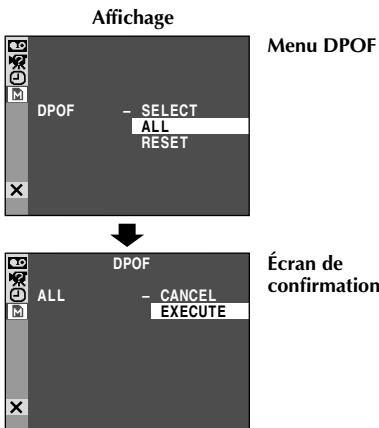 Affichage
Menu DPOF
DPOF – SELECT
ALL
RESET
Écran de
confirmation
DPOF
ALL – CANCEL
EXECUTE